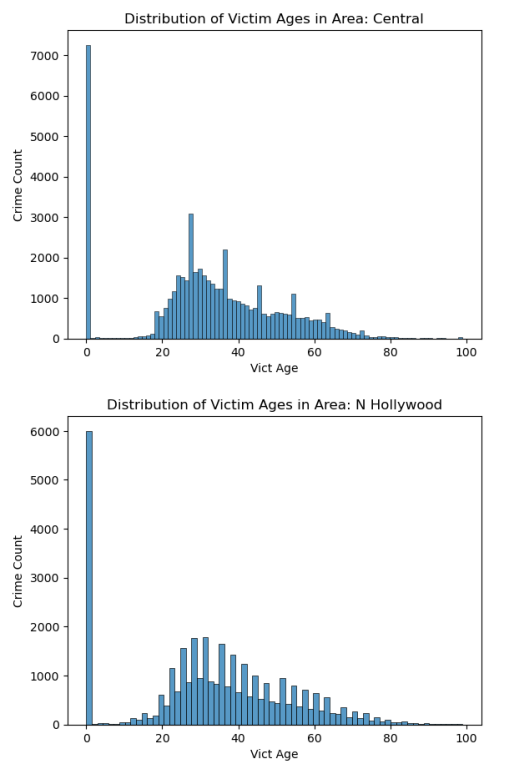 Distribution of Victim Ages in Area: Central
7000
6000
5000
4000
3000
2000
1000
0
Crime Count
0 20 40 60 80 100
Vict Age
Distribution of Victim Ages in Area: N Hollywood
6000
5000
4000
3000
2000
1000
0
Crime Count
0 20 40 60 80 100
Vict Age